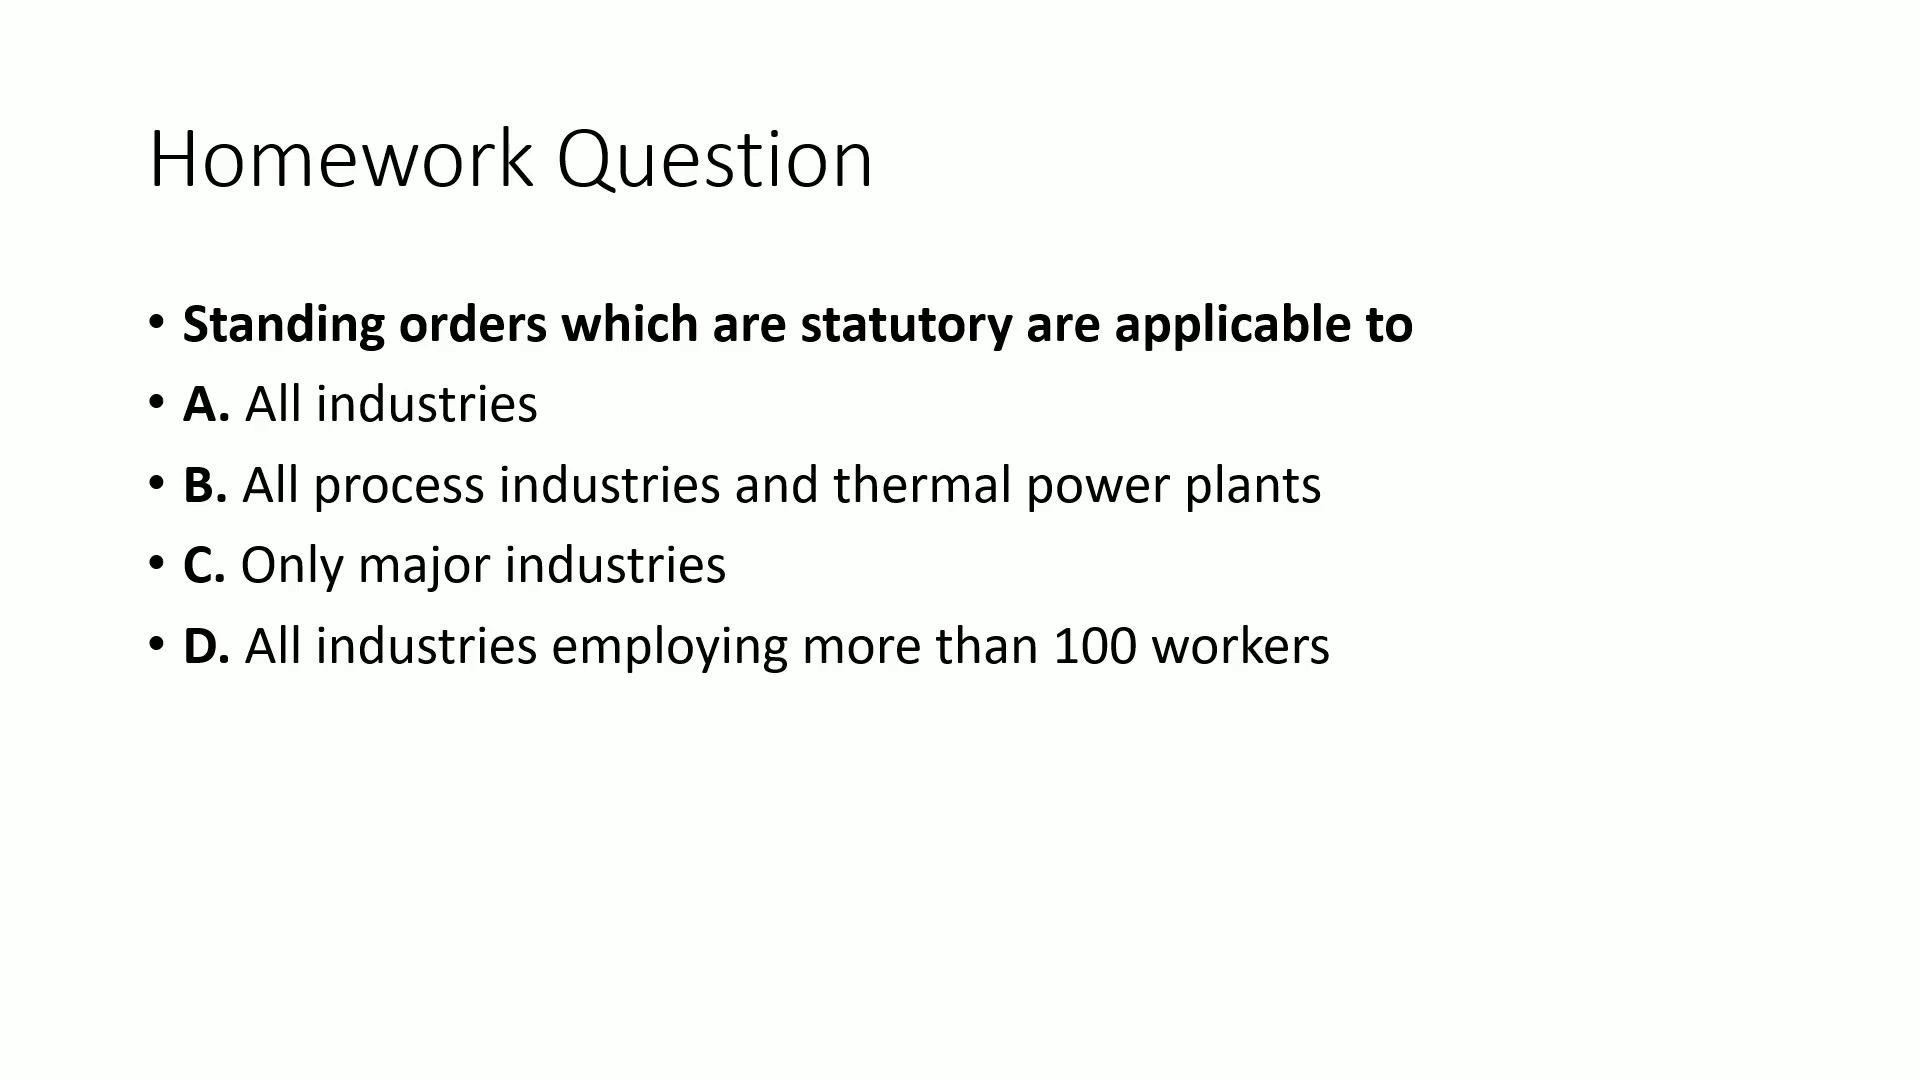 Homework Question
• Standing orders which are statutory are applicable to
• A. All industries
• B. All process industries and thermal power plants
• C. Only major industries
• D. All industries employing more than 100 workers